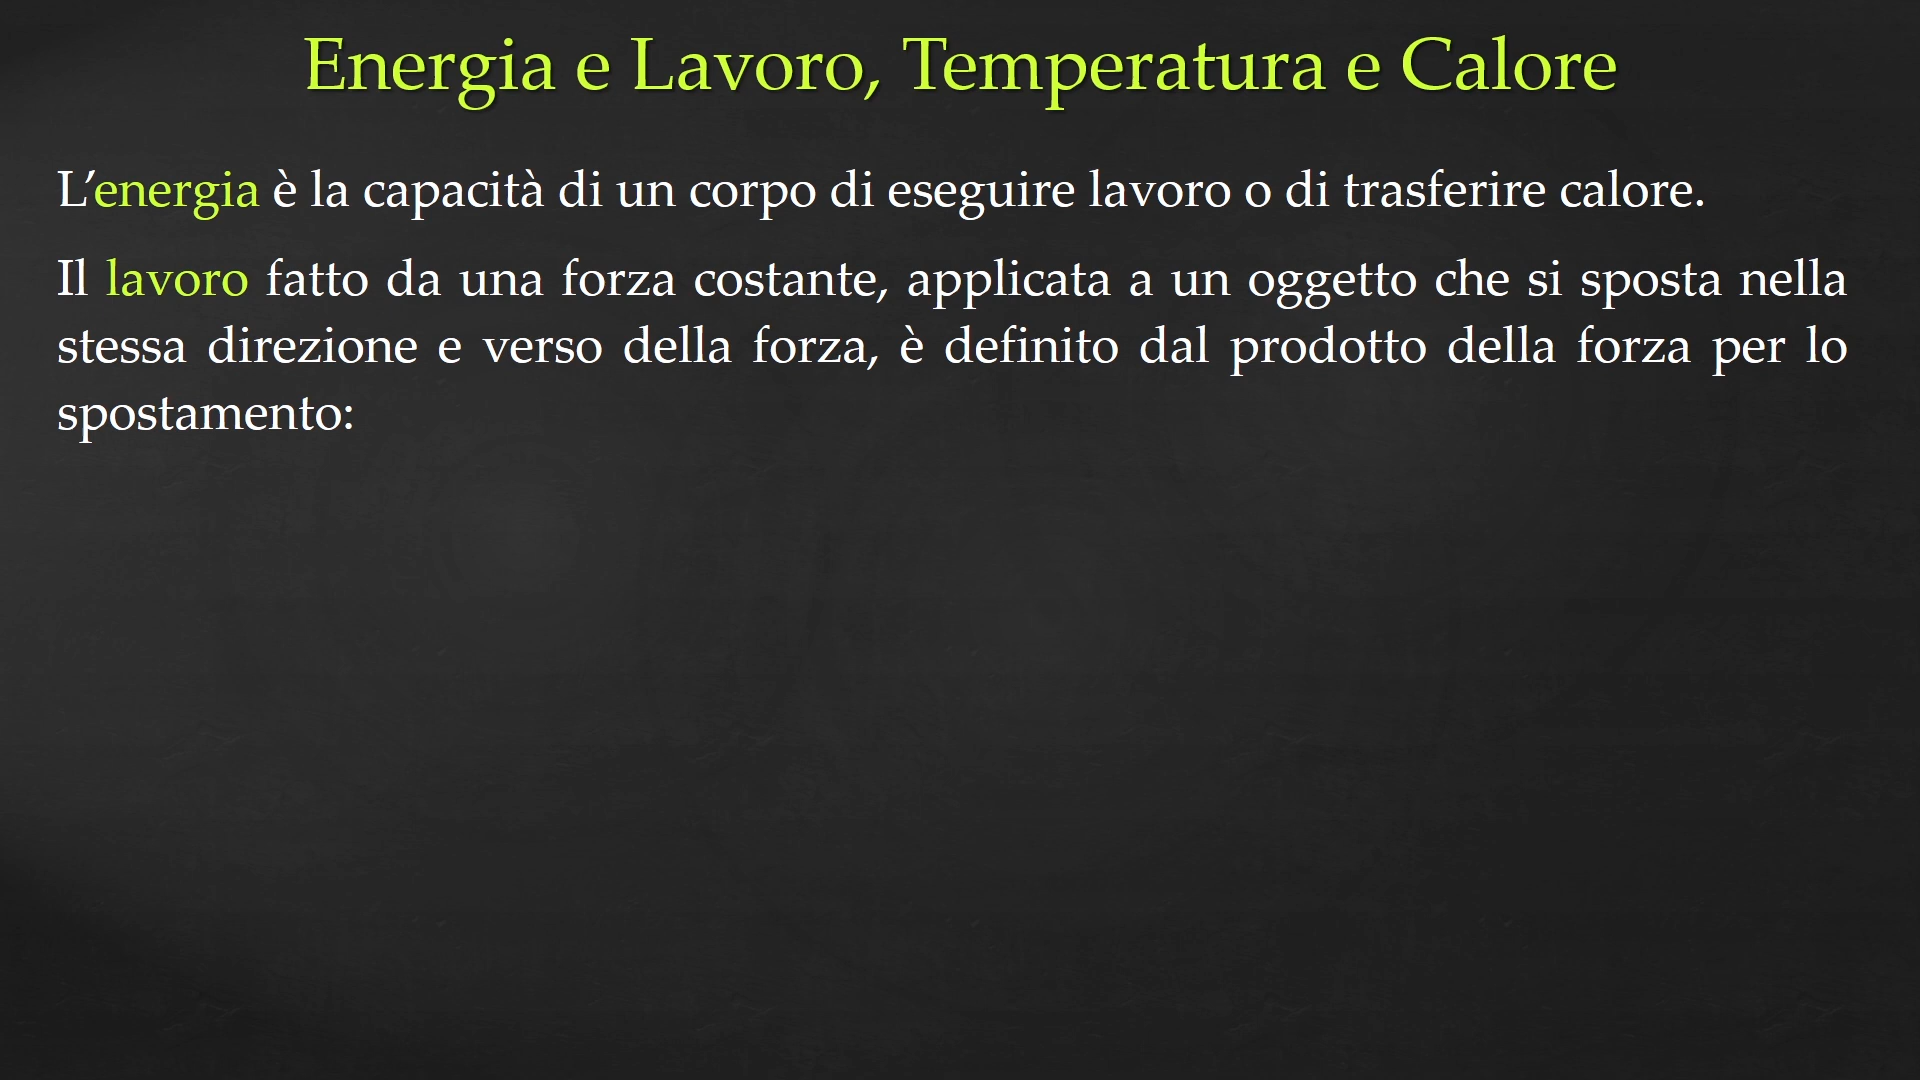 Energia e Lavoro, Temperatura e Calore
L’energia è la capacità di un corpo di eseguire lavoro o di trasferire calore.
Il lavoro fatto da una forza costante, applicata a un oggetto che si sposta nella
stessa direzione e verso della forza, è definito dal prodotto della forza per lo
spostamento: